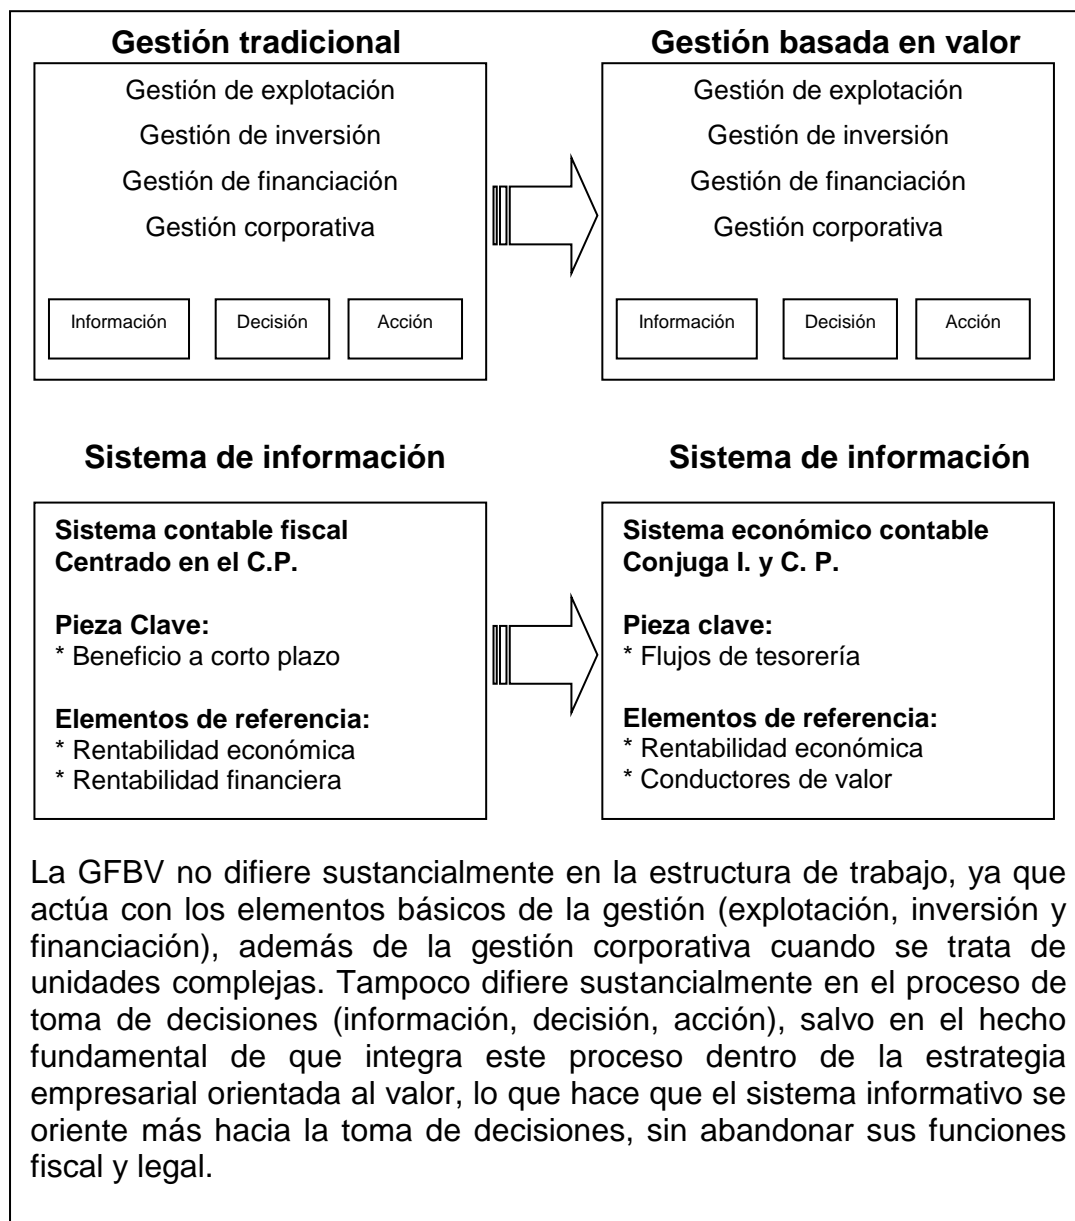 Gestión tradicional
Gestión de explotación
Gestión de inversión
Gestión de financiación
Gestión corporativa
Información
Decisión
Acción
Gestión basada en valor
Gestión de explotación
Gestión de inversión
Gestión de financiación
Gestión corporativa
Información
Decisión
Acción
Sistema de información
Sistema contable fiscal
Centrado en el C.P.
Pieza Clave:
* Beneficio a corto plazo
Elementos de referencia:
* Rentabilidad económica
* Rentabilidad financiera
Sistema de información
Sistema económico contable
Conjuga l. y C. P.
Pieza clave:
* Flujos de tesorería
Elementos de referencia:
* Rentabilidad económica
* Conductores de valor
La GFBV no difiere sustancialmente en la estructura de trabajo, ya que
actúa con los elementos básicos de la gestión (explotación, inversión y
financiación), además de la gestión corporativa cuando se trata de
unidades complejas. Tampoco difiere sustancialmente en el proceso de
toma de decisiones (información, decisión, acción), salvo en el hecho
fundamental de que integra este proceso dentro de la estrategia
empresarial orientada al valor, lo que hace que el sistema informativo se
oriente más hacia la toma de decisiones, sin abandonar sus funciones
fiscal y legal.